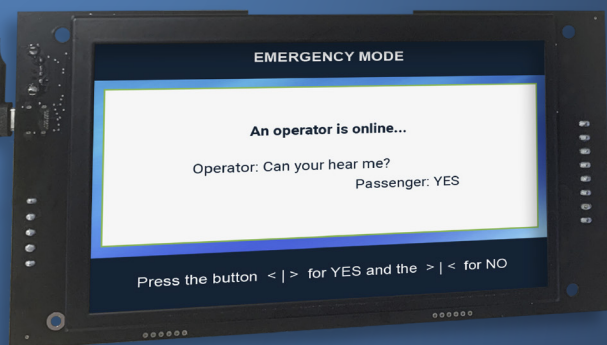 EMERGENCY MODE
An operator is online...
Operator: Can your hear me?
Passenger: YES
Press the button < | > for YES and the > | < for NO